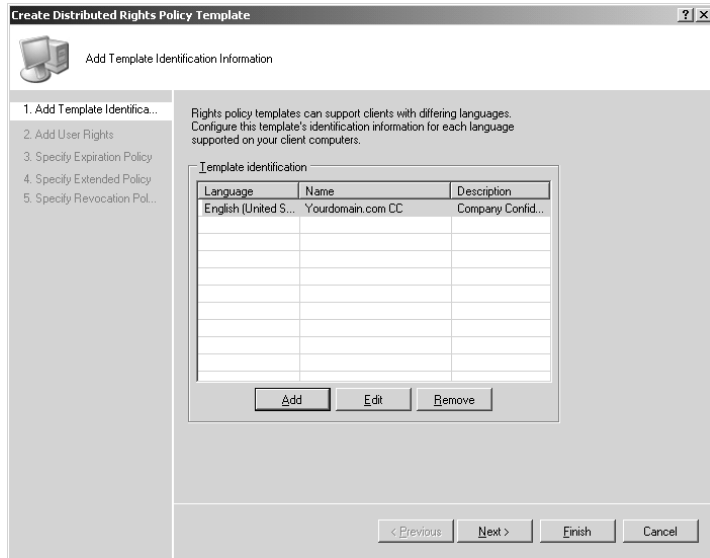 Create Distributed Rights Policy Template
Add Template Identification Information
1. Add Template Identifica...
2. Add User Rights
3. Specify Expiration Policy
4. Specify Extended Policy
5. Specify Revocation Pol...
Rights policy templates can support clients with differing languages.
Configure this template's identification information for each language
supported on your client computers.
Template identification
Language Name Description
English (United S... Yourdomain.com CC Company Confid...
Add Edit Remove
< Previous Next > Finish Cancel